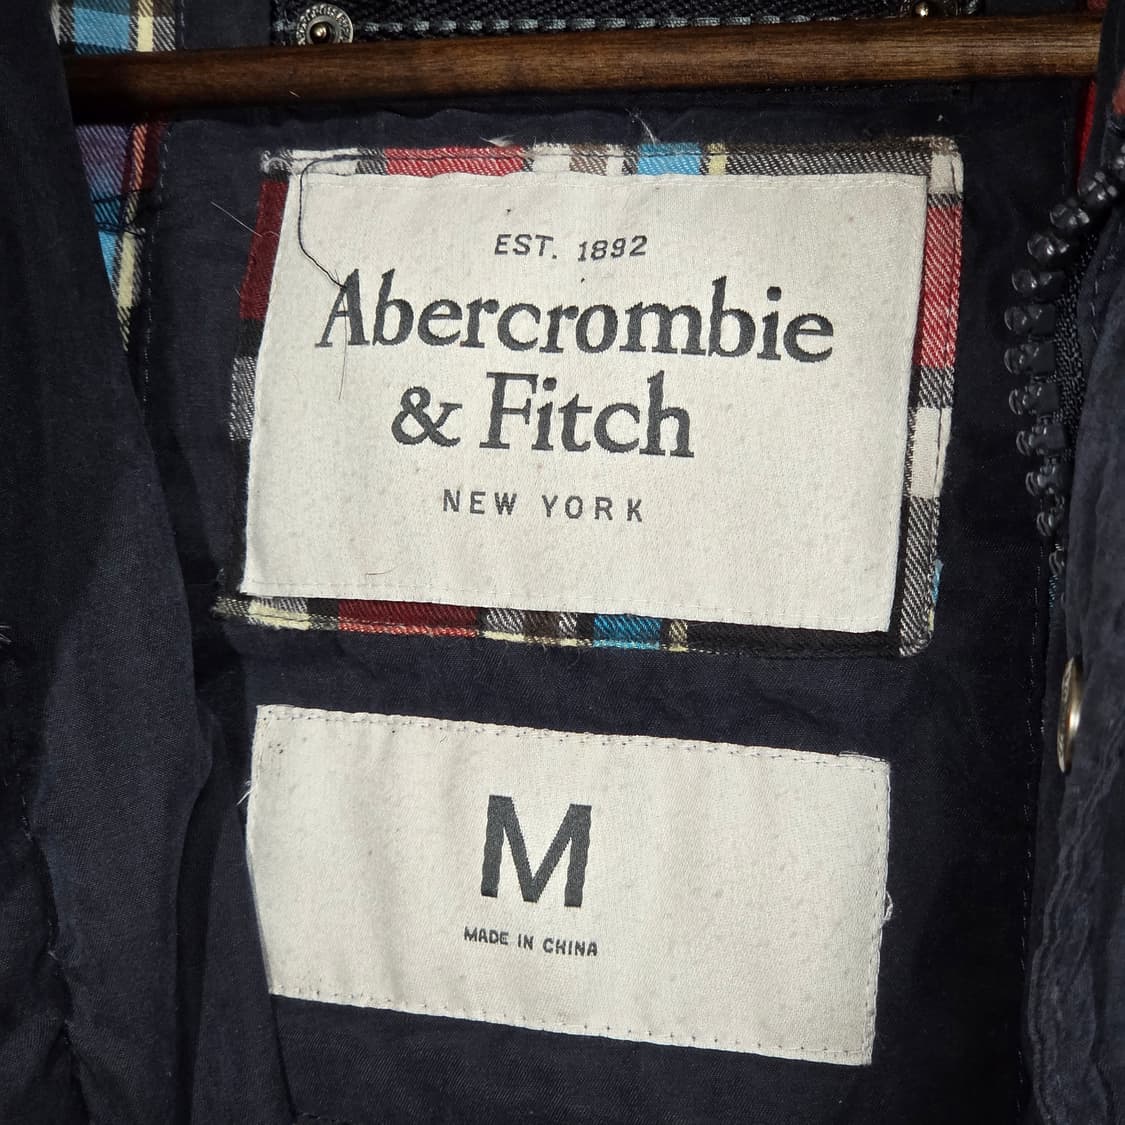 EST. 1892
Abercrombie
& Fitch
NEW YORK
M
MADE IN CHINA